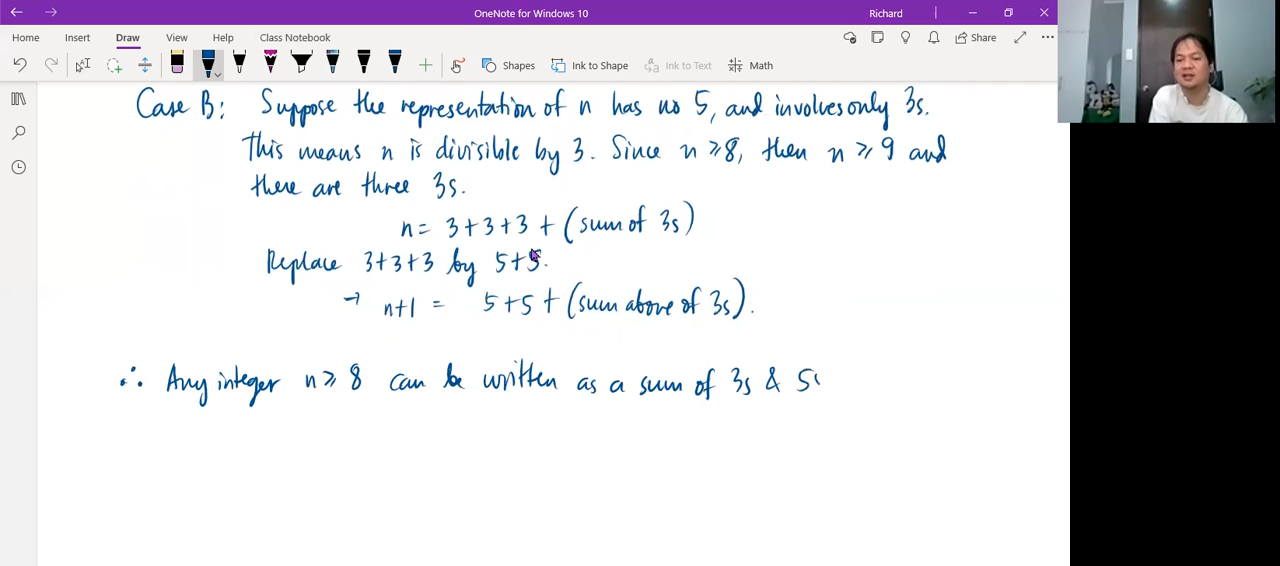 OneNote for Windows 10
Richard
Home Insert Draw View Help Class Notebook
Share
Shapes Ink to Shape Ink to Text Math
Case B: Suppose the representation of n has no 5, and involves only 3s.
This means n is divisible by 3. Since n ≥ 8, then n ≥ 9 and
there are three 3s.
n = 3+3+3 + (sum of 3s)
Replace 3+3+3 by 5+5.
→ n+1 = 5+5+ (sum above of 3s).
∴ Any integer n ≥ 8 can be written as a sum of 3s & 5s